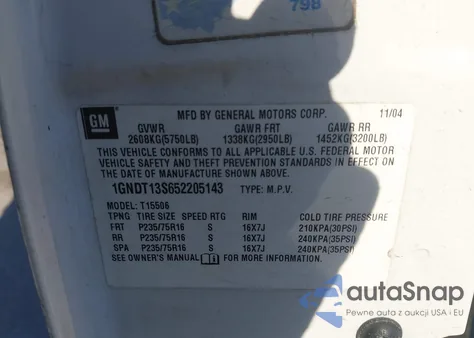 798
GM
MFD BY GENERAL MOTORS CORP. 11/04
GVWR GAWR FRT GAWR RR
2608KG(5750LB) 1338KG(2950LB) 1452KG(3200LB)
THIS VEHICLE CONFORMS TO ALL APPLICABLE U.S. FEDERAL MOTOR
VEHICLE SAFETY AND THEFT PREVENTION STANDARDS IN EFFECT ON
THE DATE OF MANUFACTURE SHOWN ABOVE.
1GNDT13S652205143 TYPE: M.P.V.
MODEL: T15506
TPNG TIRE SIZE SPEED RTG RIM COLD TIRE PRESSURE
FRT P235/75R16 S 16X7J 210KPA(30PSI)
RR P235/75R16 S 16X7J 240KPA(35PSI)
SPA P235/75R16 S 16X7J 240KPA(35PSI)
SEE OWNER'S MANUAL FOR MORE INFORMATION.
autoSnap
Pewne auta z aukcji USA i EU